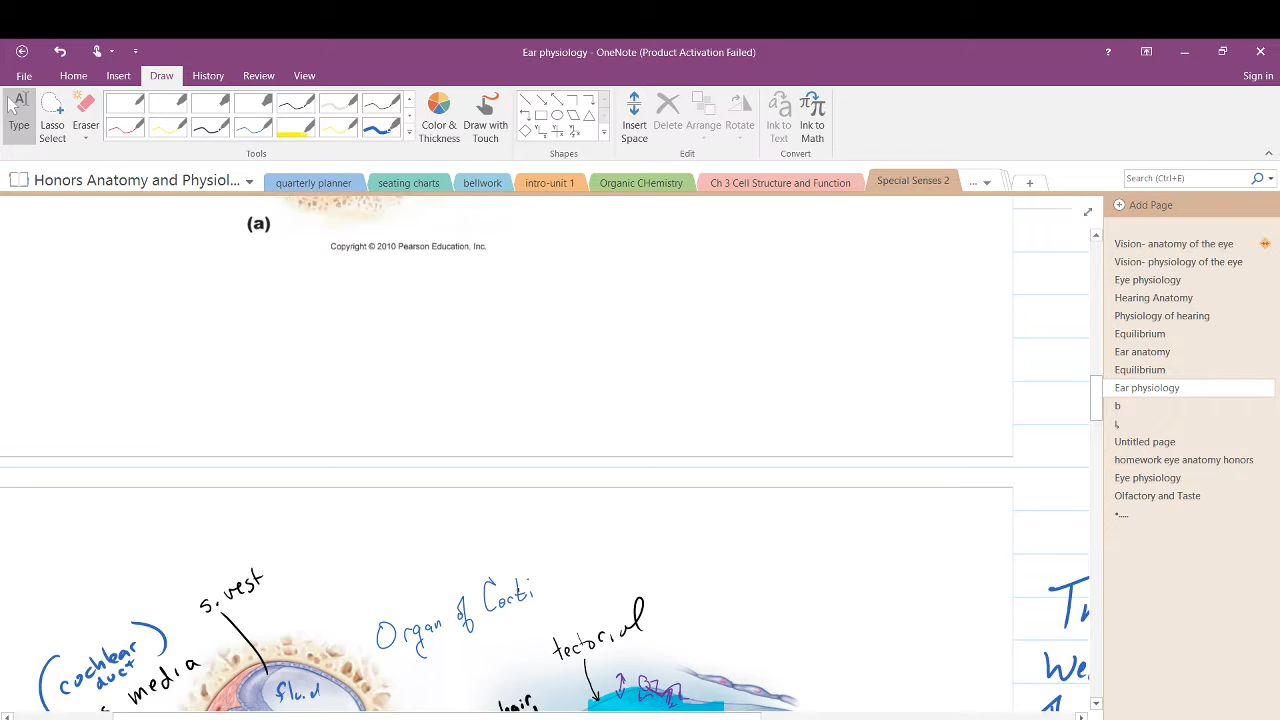 Ear physiology - OneNote (Product Activation Failed)
?
File Home Insert Draw History Review View
Sign in
Type
Lasso Select
Eraser
Color & Thickness
Draw with Touch
Insert Space
Delete
Arrange
Rotate
Ink to Text
Ink to Math
Tools
Shapes
Edit
Convert
Honors Anatomy and Physiol...
quarterly planner
seating charts
bellwork
intro-unit 1
Organic CHemistry
Ch 3 Cell Structure and Function
Special Senses 2
...
Search (Ctrl+E)
Add Page
Vision- anatomy of the eye
Vision- physiology of the eye
Eye physiology
Hearing Anatomy
Physiology of hearing
Equilibrium
Ear anatomy
Equilibrium
Ear physiology
b
Untitled page
homework eye anatomy honors
Eye physiology
Olfactory and Taste
•.....
(a)
Copyright © 2010 Pearson Education, Inc.
s. vest
Organ of Corti
tectorial
(cochlear duct)
media
fluid
hair